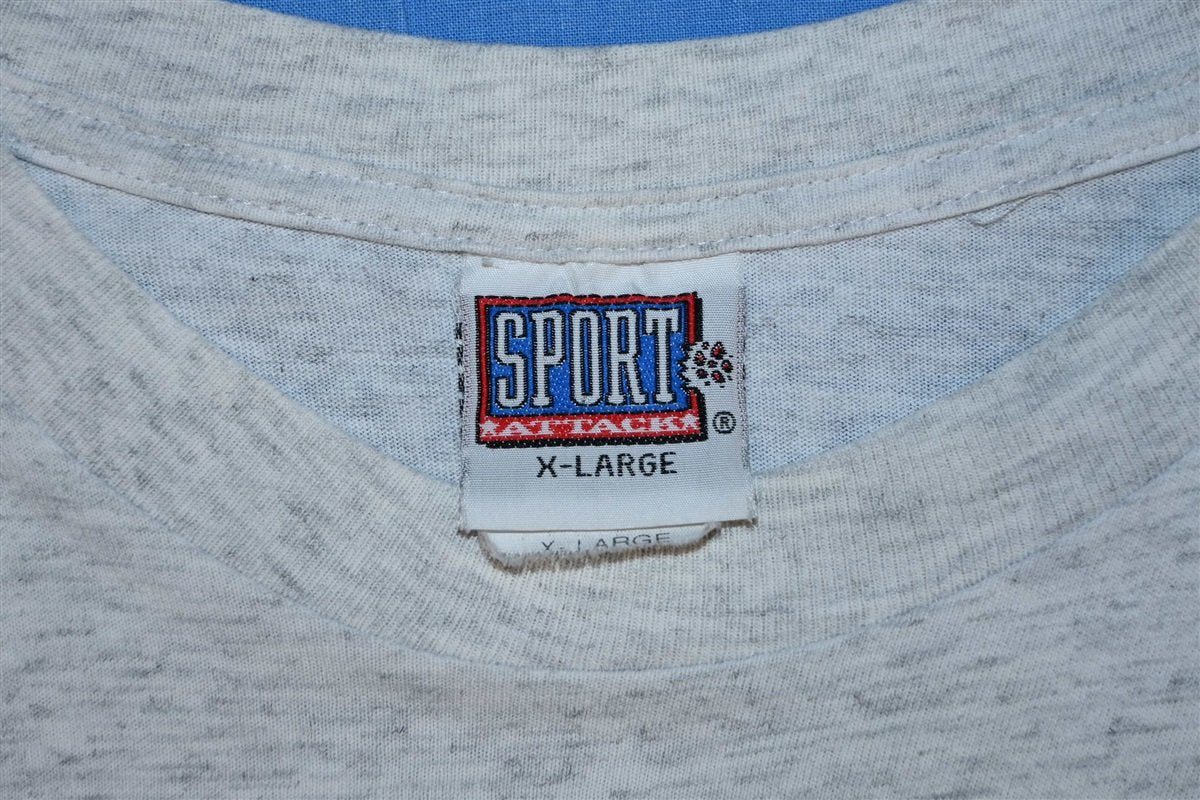 SPORT
ATTACK
®
X-LARGE
X-LARGE